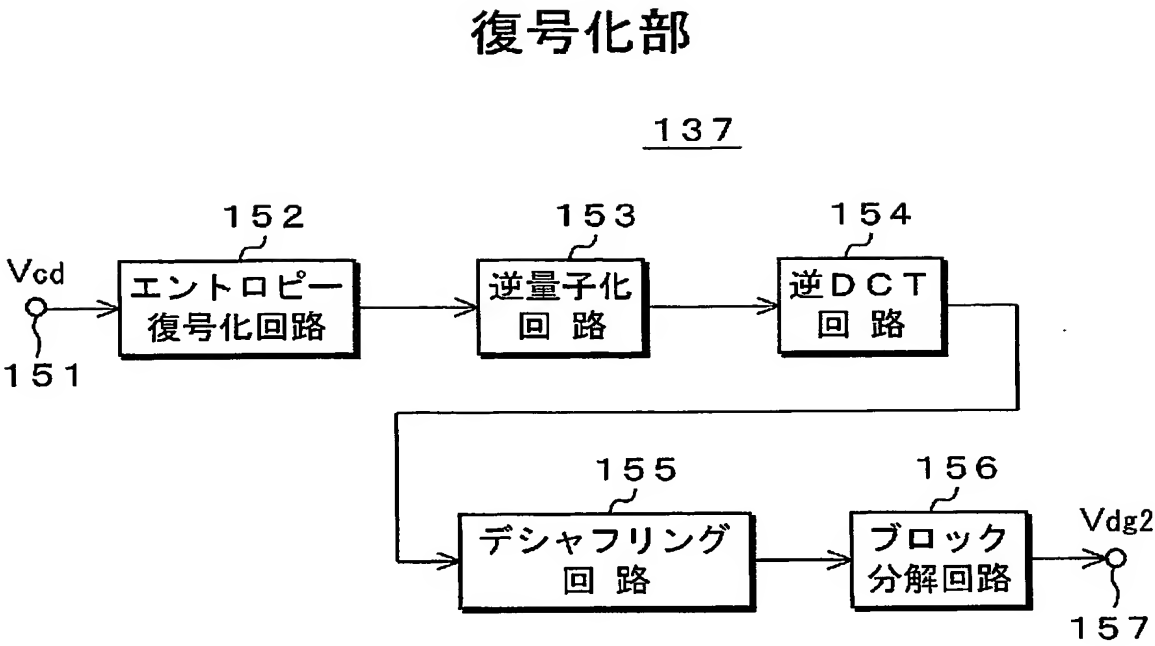 復号化部
137
152
153
154
Vcd
エントロピー
復号化回路
逆量子化
回路
逆DCT
回路
151
155
156
デシャフリング
回路
ブロック
分解回路
Vdg2
157